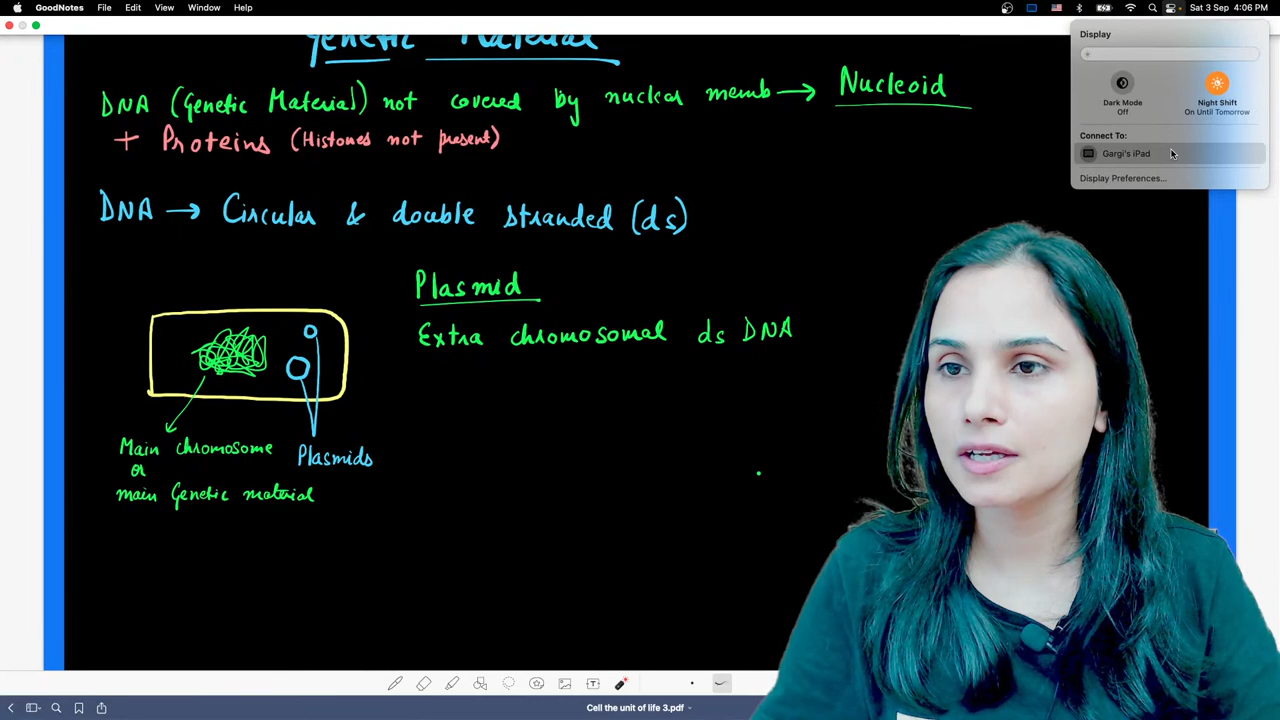 GoodNotes File Edit View Window Help
Sat 3 Sep 4:06 PM
Display
Dark Mode
Off
Night Shift
On Until Tomorrow
Connect To:
Gargi's iPad
Display Preferences...
Genetic Material
DNA (Genetic Material) not covered by nuclear memb → Nucleoid
+ Proteins (Histones not present)
DNA → Circular & double stranded (ds)
Plasmid
Extra chromosomal ds DNA
Main chromosome
or
main Genetic material
Plasmids
Cell the unit of life 3.pdf